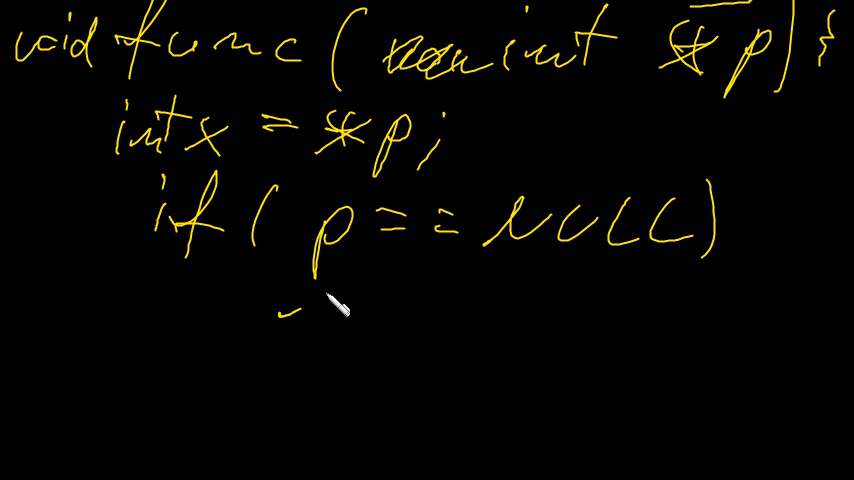 void func( int *p) {
int x = *p;
if ( p == NULL)